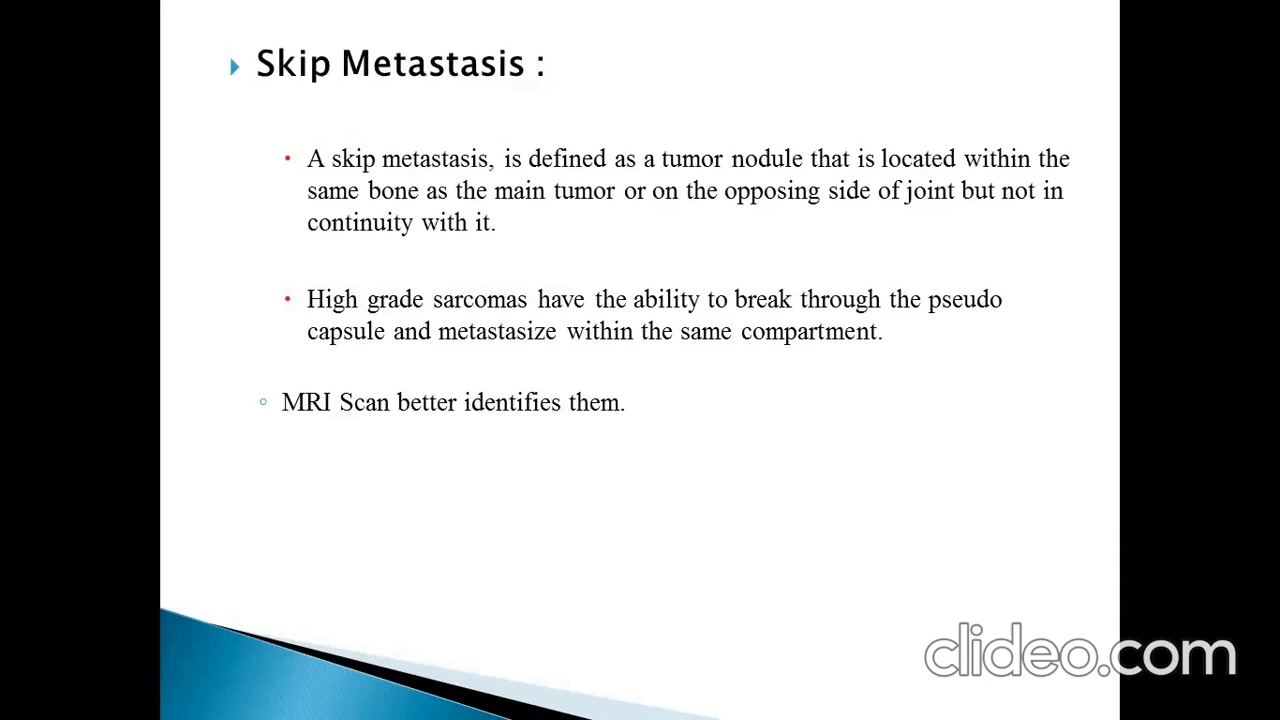 Skip Metastasis :
A skip metastasis, is defined as a tumor nodule that is located within the
same bone as the main tumor or on the opposing side of joint but not in
continuity with it.
High grade sarcomas have the ability to break through the pseudo
capsule and metastasize within the same compartment.
MRI Scan better identifies them.
clideo.com